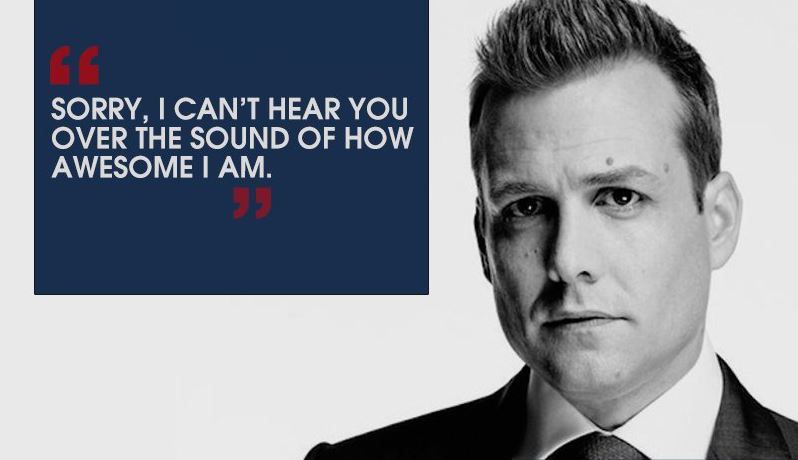 “
SORRY, I CAN’T HEAR YOU
OVER THE SOUND OF HOW
AWESOME I AM.
”